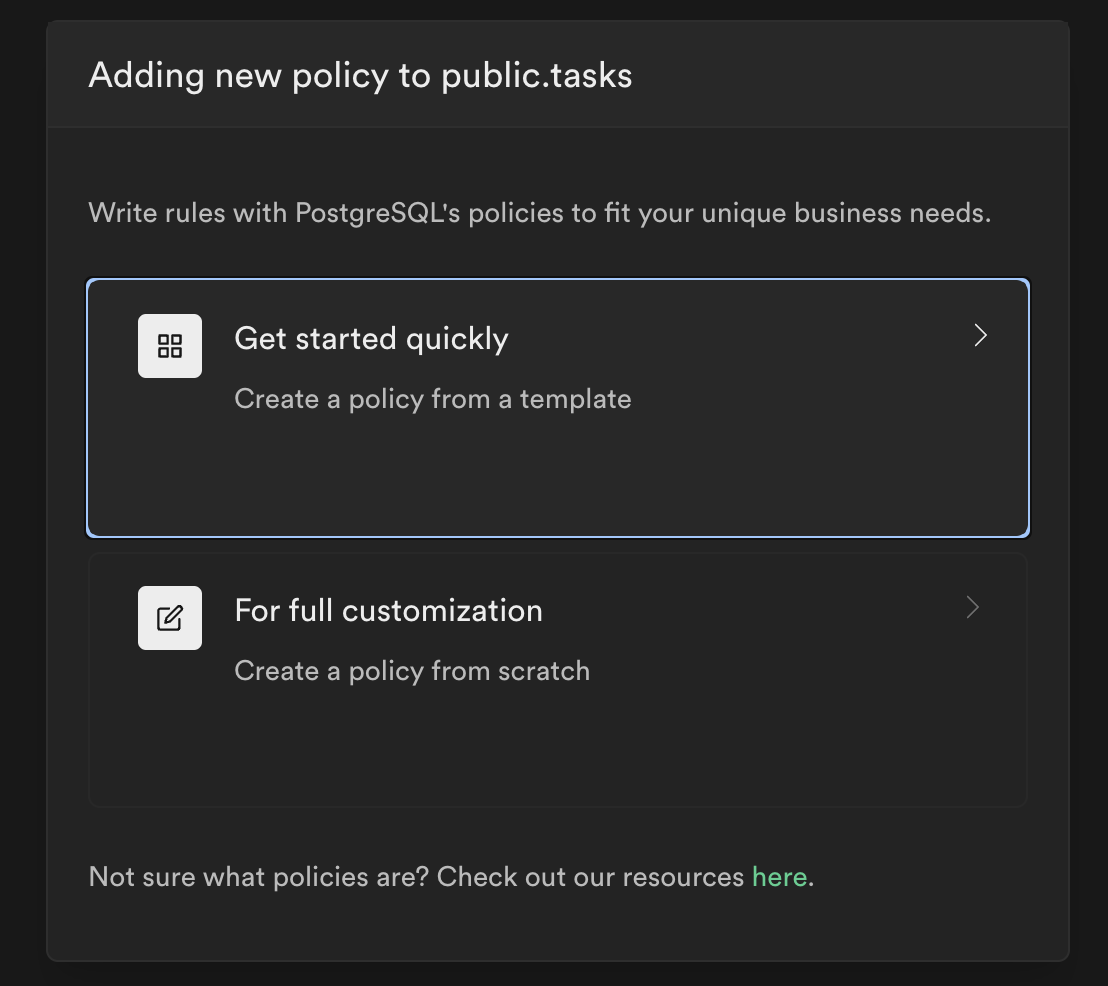 Adding new policy to public.tasks
Write rules with PostgreSQL's policies to fit your unique business needs.
Get started quickly
Create a policy from a template
For full customization
Create a policy from scratch
Not sure what policies are? Check out our resources here.